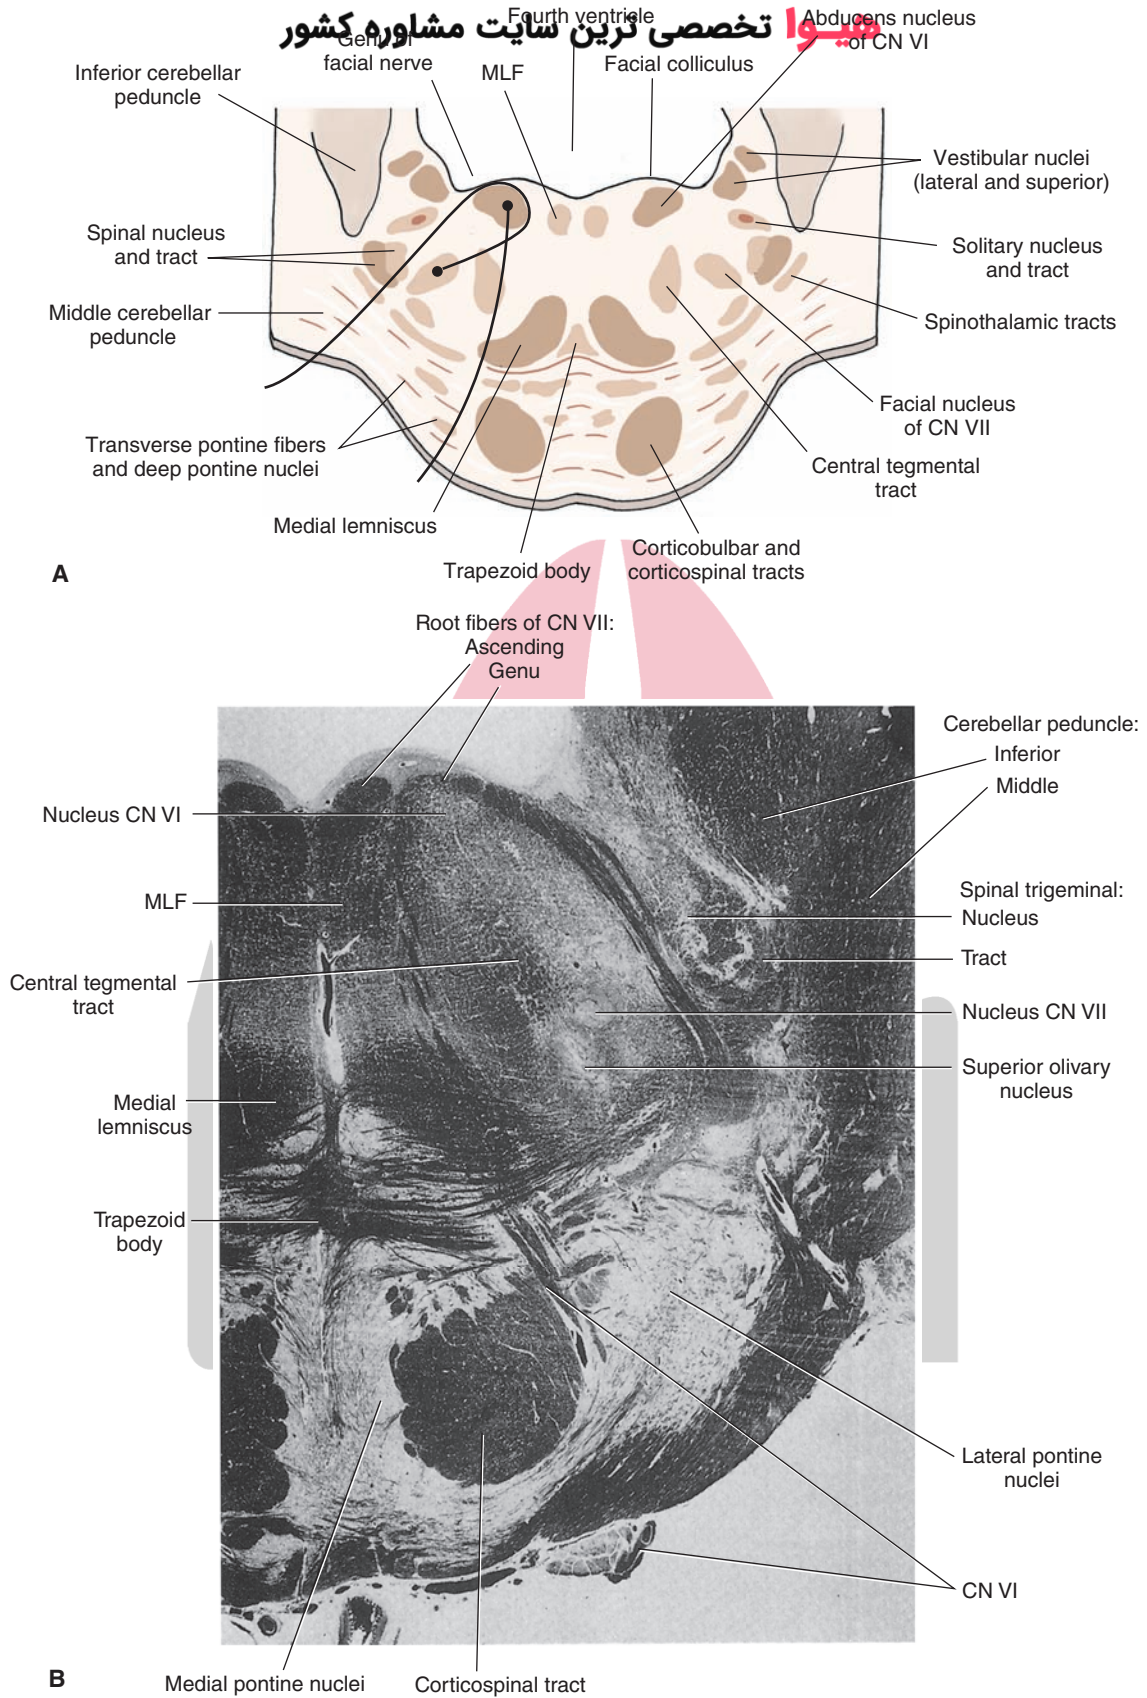 هیـوا تخصصی ترین سایت مشاوره کشور
Fourth ventricle
Abducens nucleus
of CN VI
Genu of
facial nerve
MLF
Facial colliculus
Inferior cerebellar
peduncle
Vestibular nuclei
(lateral and superior)
Spinal nucleus
and tract
Solitary nucleus
and tract
Middle cerebellar
peduncle
Spinothalamic tracts
Facial nucleus
of CN VII
Transverse pontine fibers
and deep pontine nuclei
Central tegmental
tract
Medial lemniscus
Corticobulbar and
corticospinal tracts
Trapezoid body
A
Root fibers of CN VII:
Ascending
Genu
Cerebellar peduncle:
Inferior
Middle
Nucleus CN VI
Spinal trigeminal:
Nucleus
MLF
Tract
Central tegmental
tract
Nucleus CN VII
Superior olivary
nucleus
Medial
lemniscus
Trapezoid
body
Lateral pontine
nuclei
CN VI
B
Medial pontine nuclei
Corticospinal tract